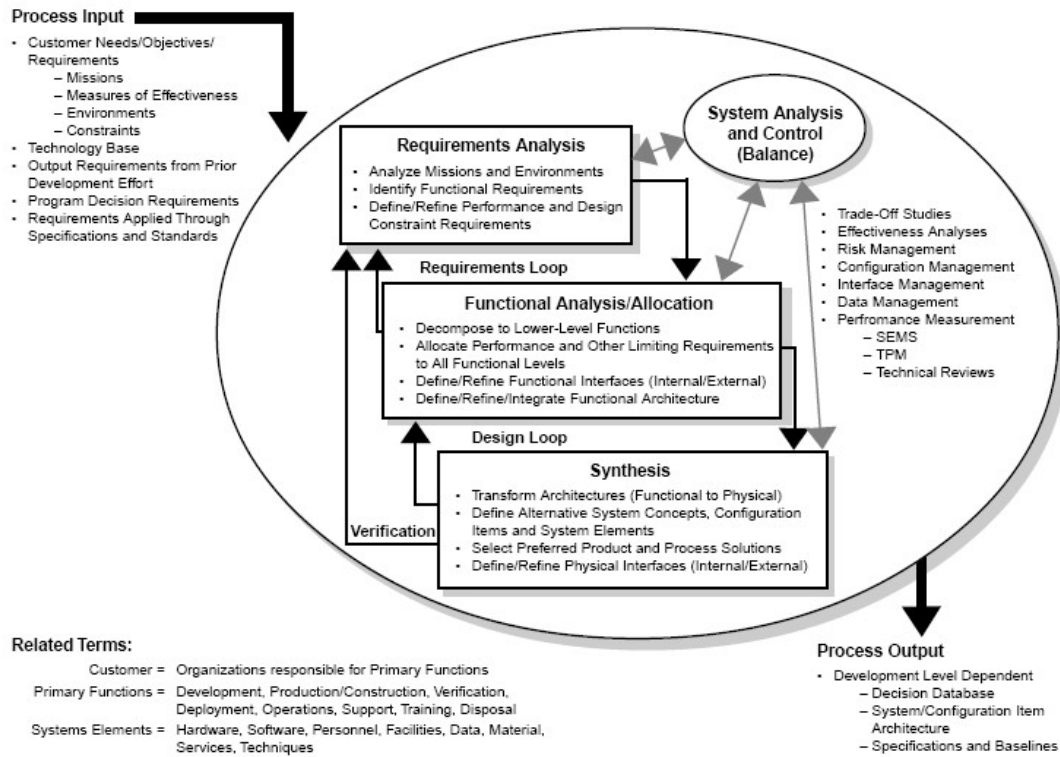 Process Input
• Customer Needs/Objectives/
Requirements
– Missions
– Measures of Effectiveness
– Environments
– Constraints
• Technology Base
• Output Requirements from Prior
Development Effort
• Program Decision Requirements
• Requirements Applied Through
Specifications and Standards
System Analysis
and Control
(Balance)
Requirements Analysis
• Analyze Missions and Environments
• Identify Functional Requirements
• Define/Refine Performance and Design
Constraint Requirements
• Trade-Off Studies
• Effectiveness Analyses
• Risk Management
• Configuration Management
• Interface Management
• Data Management
• Perfromance Measurement
– SEMS
– TPM
– Technical Reviews
Requirements Loop
Functional Analysis/Allocation
• Decompose to Lower-Level Functions
• Allocate Performance and Other Limiting Requirements
to All Functional Levels
• Define/Refine Functional Interfaces (Internal/External)
• Define/Refine/Integrate Functional Architecture
Design Loop
Synthesis
• Transform Architectures (Functional to Physical)
• Define Alternative System Concepts, Configuration
Items and System Elements
• Select Preferred Product and Process Solutions
• Define/Refine Physical Interfaces (Internal/External)
Verification
Related Terms:
Customer = Organizations responsible for Primary Functions
Primary Functions = Development, Production/Construction, Verification,
Deployment, Operations, Support, Training, Disposal
Systems Elements = Hardware, Software, Personnel, Facilities, Data, Material,
Services, Techniques
Process Output
• Development Level Dependent
– Decision Database
– System/Configuration Item
Architecture
– Specifications and Baselines